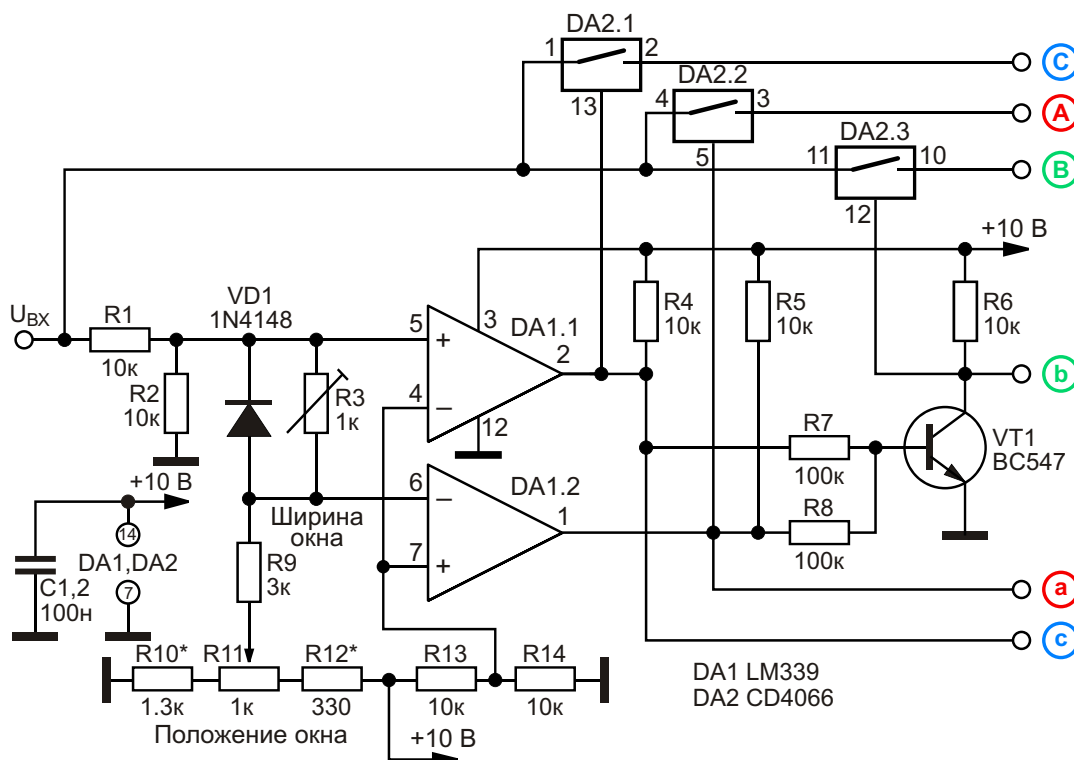 DA2.1
1 2
13
C
DA2.2
4 3
5
A
DA2.3
11 10
12
B
+10 В
UВХ
R1
10к
R2
10к
VD1
1N4148
R3
1к
5 +
4 −
3
12
DA1.1
2
R4
10к
R5
10к
R6
10к
b
R7
100к
VT1
BC547
+10 В
14
DA1,DA2
7
C1,2
100н
Ширина
окна
R9
3к
6 −
7 +
DA1.2
1
R8
100к
a
c
R10*
1.3к
R11
1к
R12*
330
R13
10к
R14
10к
Положение окна
+10 В
DA1 LM339
DA2 CD4066